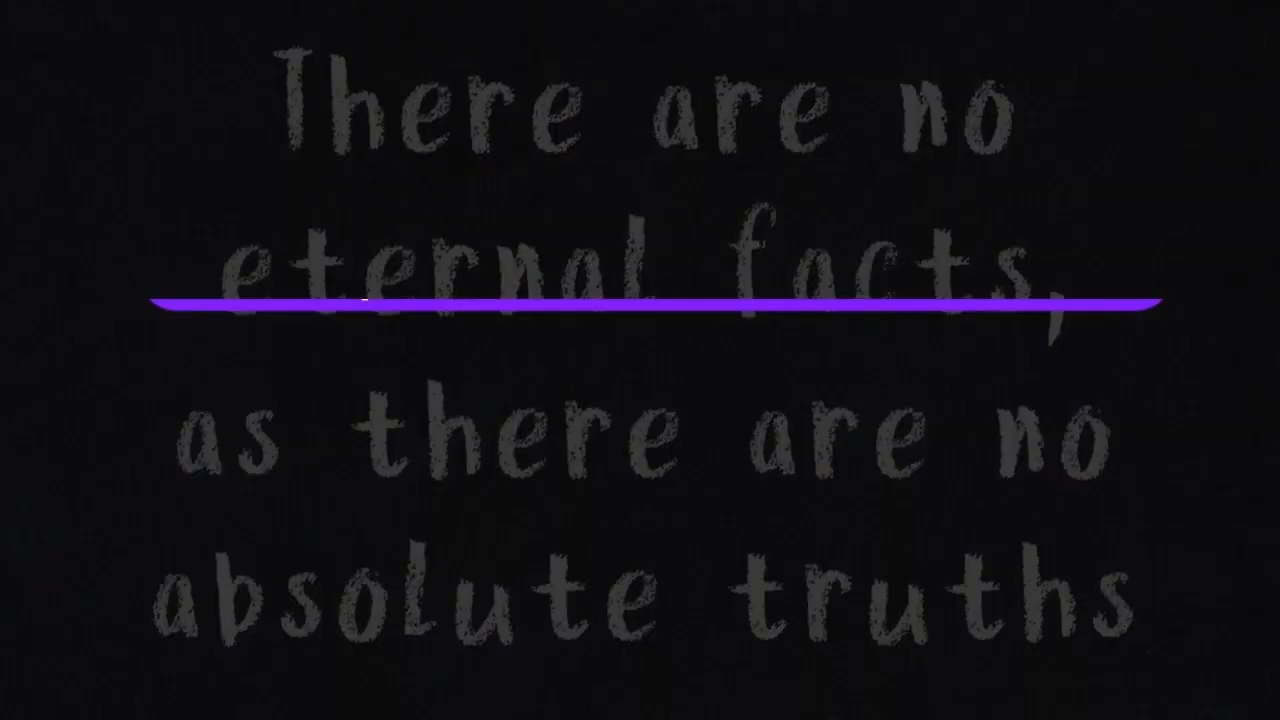 There are no
eternal facts,
as there are no
absolute truths